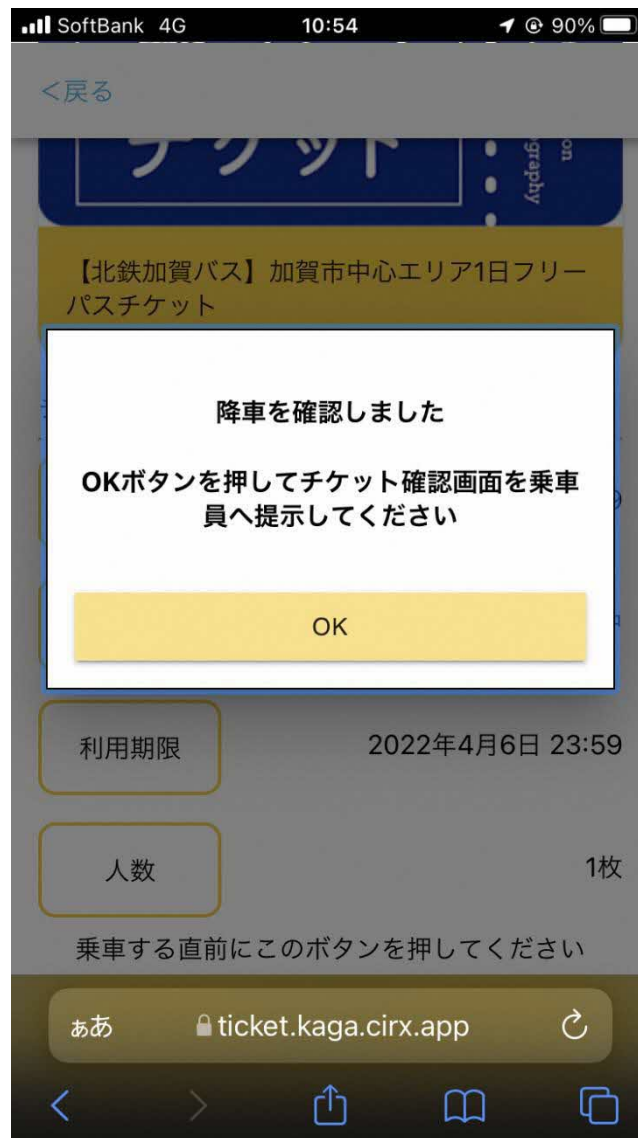 SoftBank 4G 10:54 90%
<戻る
チケット
on
ography
【北鉄加賀バス】加賀市中心エリア1日フリー
パスチケット
降車を確認しました
OKボタンを押してチケット確認画面を乗車
員へ提示してください
OK
利用期限 2022年4月6日 23:59
人数 1枚
乗車する直前にこのボタンを押してください
ぁあ ticket.kaga.cirx.app